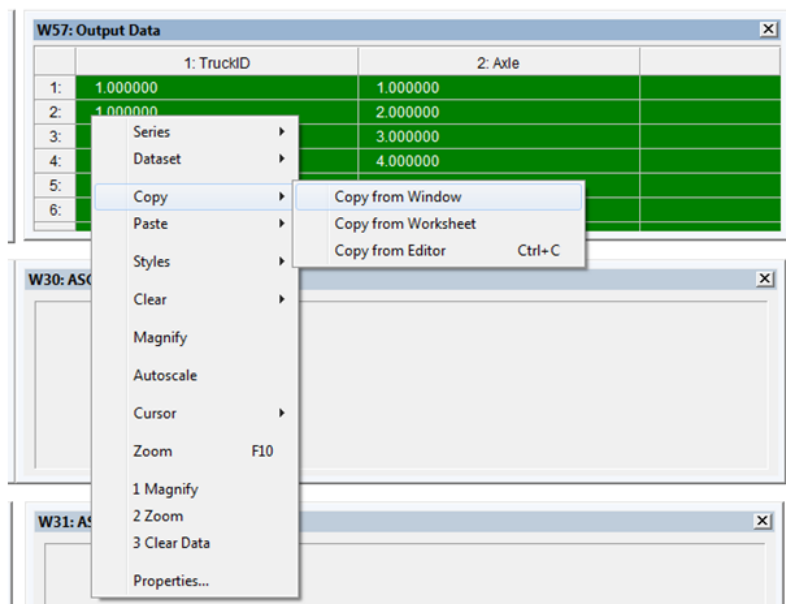 W57: Output Data
1: TruckID 2: Axle
1: 1.000000 1.000000
2: 1.000000 2.000000
3: 3.000000
4: 4.000000
5:
6:
Series
Dataset
Copy
Copy from Window
Paste
Copy from Worksheet
Copy from Editor Ctrl+C
Styles
W30: ASC
Clear
Magnify
Autoscale
Cursor
Zoom F10
1 Magnify
W31: AS
2 Zoom
3 Clear Data
Properties...